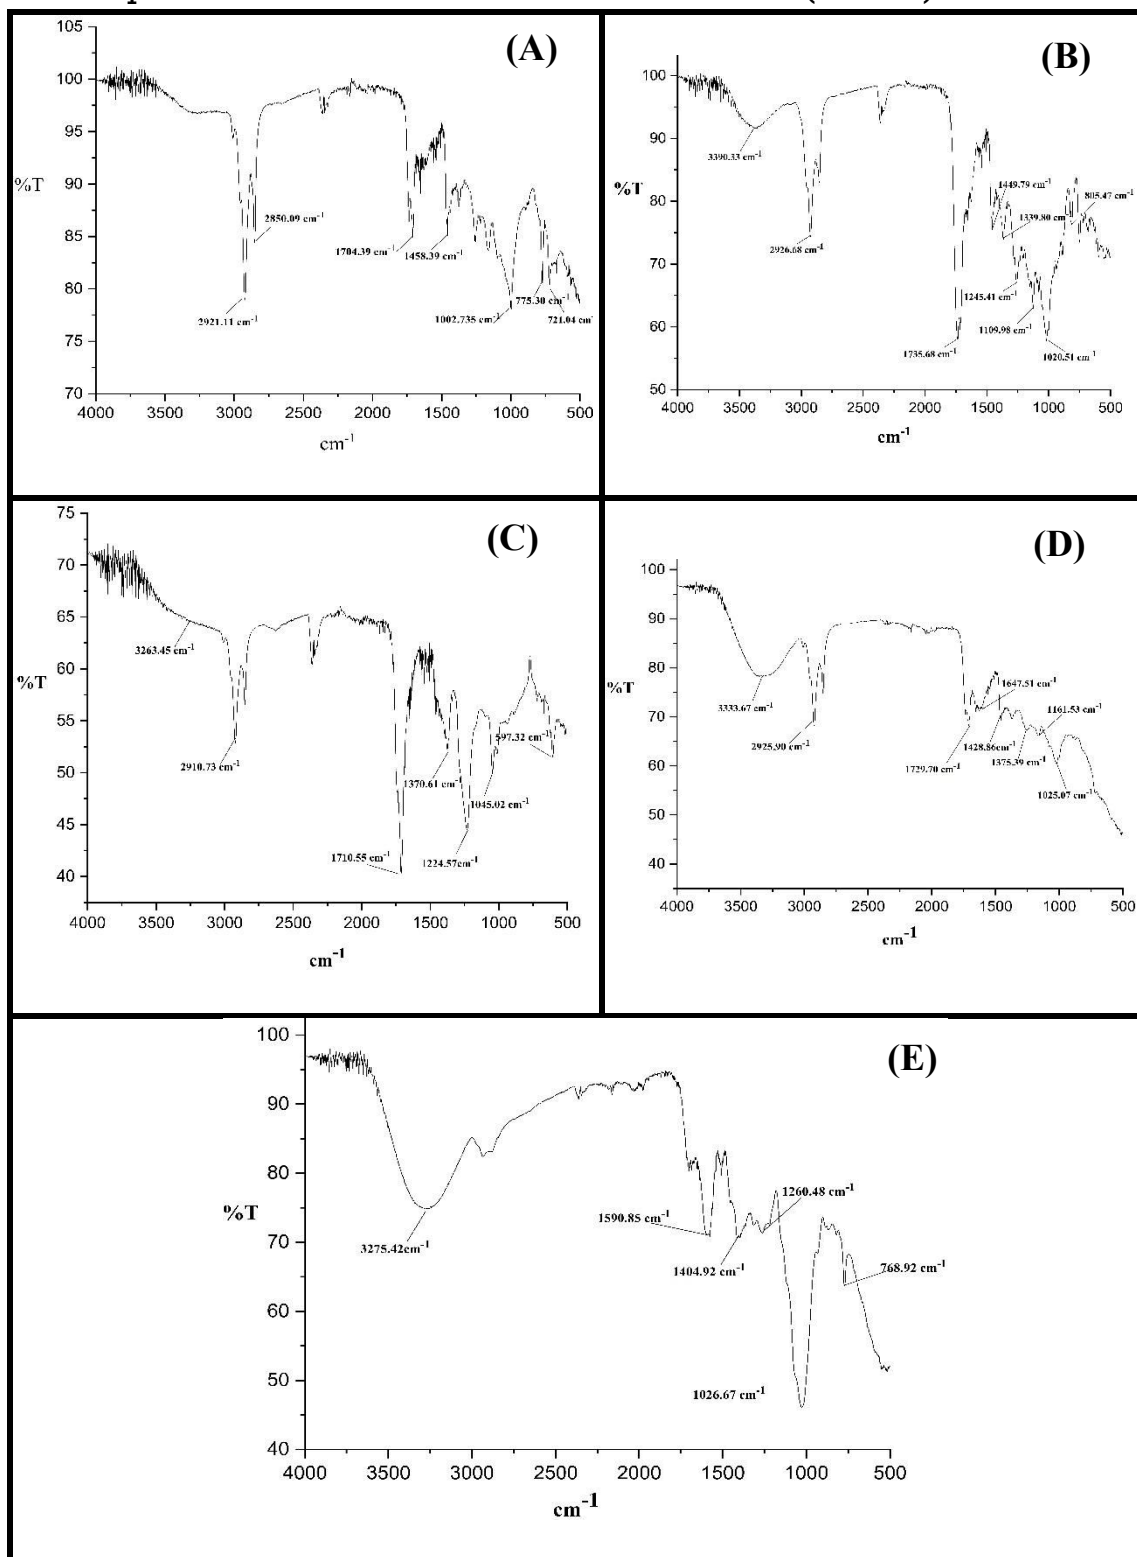 (A)
105
100
95
90
85
80
75
70
%T
2850.09 cm-1
2921.11 cm-1
1704.39 cm-1
1458.39 cm-1
1002.735 cm-1
775.30 cm-1
721.04 cm-
4000 3500 3000 2500 2000 1500 1000 500
cm-1
(B)
100
90
80
70
60
50
%T
3390.33 cm-1
2926.68 cm-1
1735.68 cm-1
1449.79 cm-1
1339.80 cm-1
805.47 cm-1
1245.41 cm-1
1109.98 cm-1
1020.51 cm-1
4000 3500 3000 2500 2000 1500 1000 500
cm-1
(C)
75
70
65
60
55
50
45
40
%T
3263.45 cm-1
2910.73 cm-1
1710.55 cm-1
1370.61 cm-1
1224.57cm-1
1045.02 cm-1
597.32 cm-1
4000 3500 3000 2500 2000 1500 1000 500
cm-1
(D)
100
90
80
70
60
50
40
%T
3333.67 cm-1
2925.90 cm-1
1729.70 cm-1
1647.51 cm-1
1428.86cm-1
1375.39 cm-1
1161.53 cm-1
1025.07 cm-1
4000 3500 3000 2500 2000 1500 1000 500
cm-1
(E)
100
90
80
70
60
50
40
%T
3275.42cm-1
1590.85 cm-1
1404.92 cm-1
1260.48 cm-1
1026.67 cm-1
768.92 cm-1
4000 3500 3000 2500 2000 1500 1000 500
cm-1